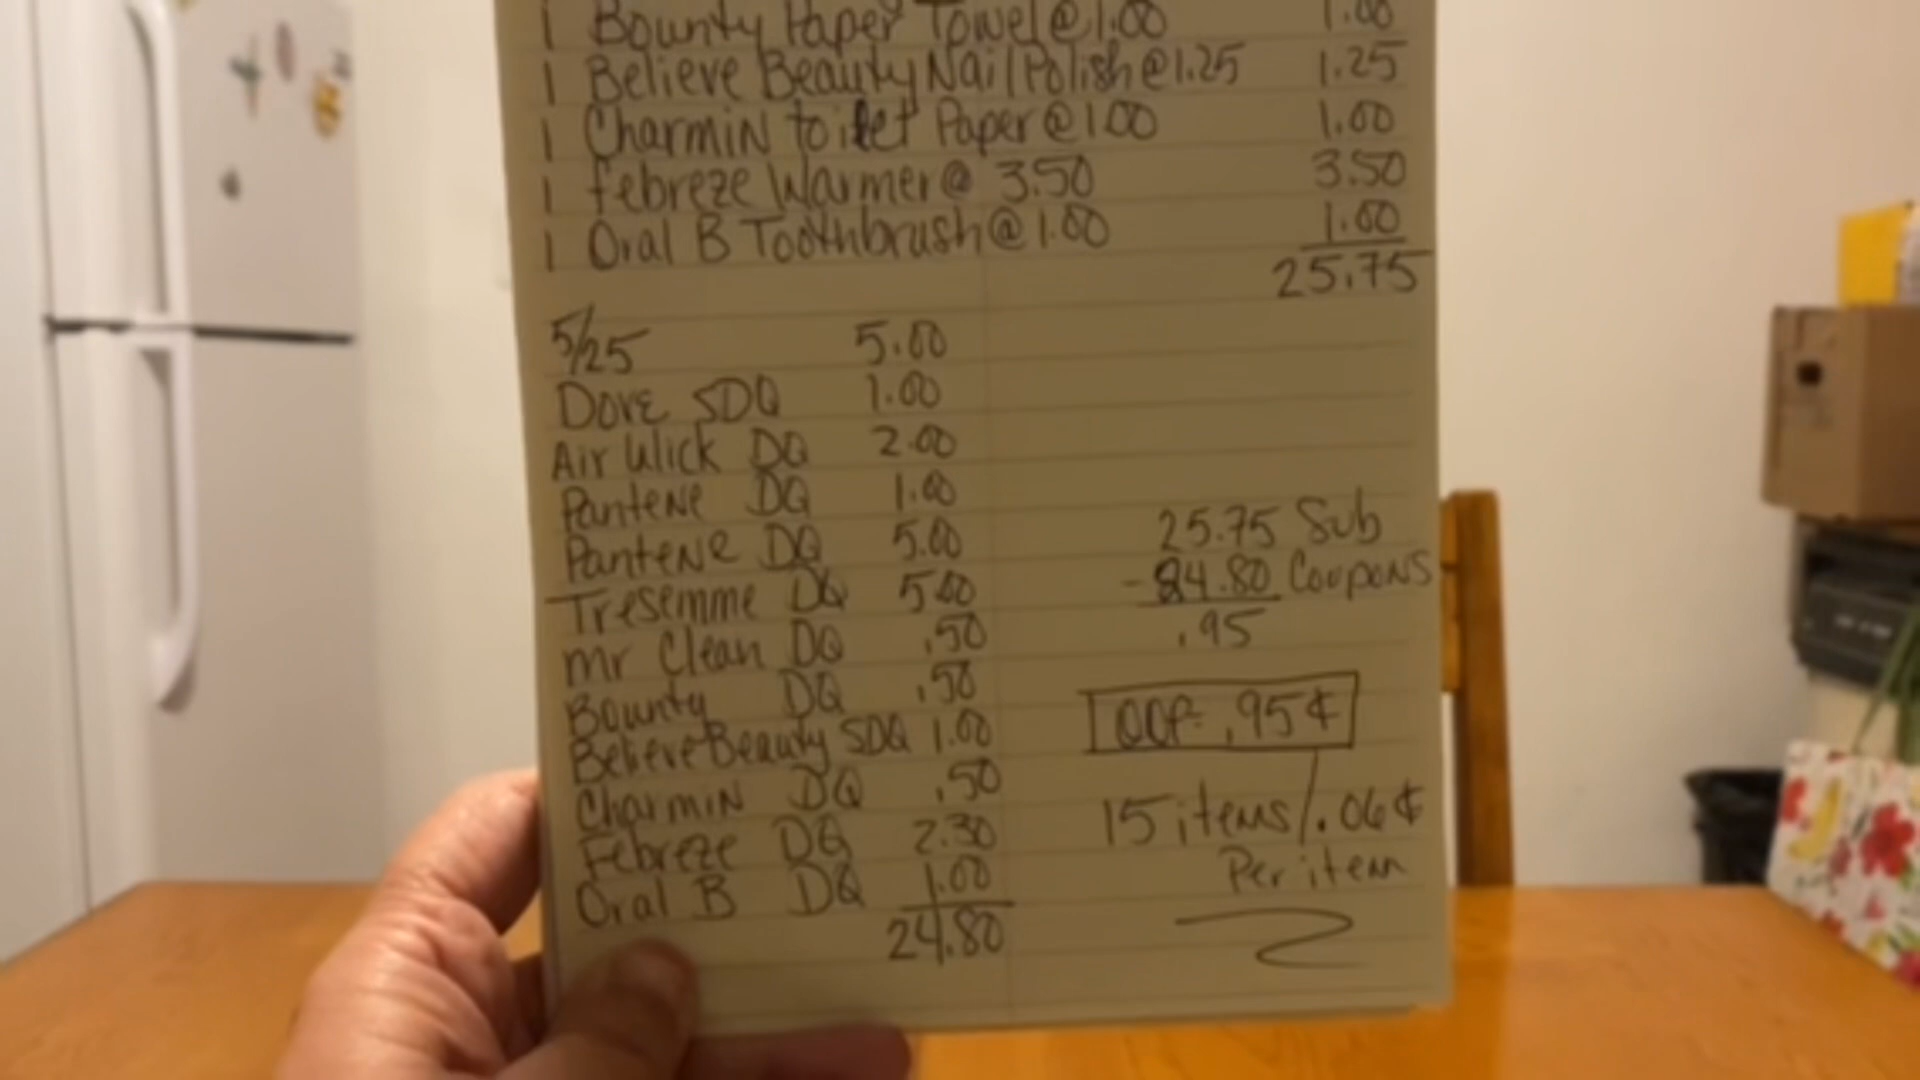 1 Bounty Paper Towel @ 1.00 1.00
1 Believe Beauty Nail Polish @ 1.25 1.25
1 Charmin toilet Paper @ 1.00 1.00
1 febreze Warmer @ 3.50 3.50
1 Oral B Toothbrush @ 1.00 1.00
25.75
5/25 5.00
Dove SDQ 1.00
Air Wick DQ 2.00
Pantene DQ 1.00
Pantene DQ 5.00
Tresemme DQ 5.00
Mr Clean DQ .50
Bounty DQ .50
Believe Beauty SDQ 1.00
Charmin DQ .50
Febreze DQ 2.30
Oral B DQ 1.00
24.80
25.75 Sub
- 24.80 Coupons
.95
OOP= .95¢
15 items / .06¢
Per item